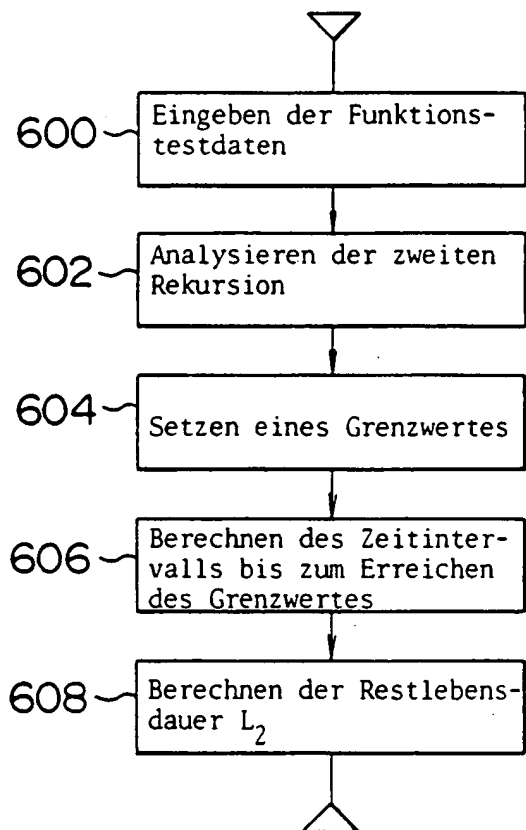 600
Eingeben der Funktions-
testdaten
602
Analysieren der zweiten
Rekursion
604
Setzen eines Grenzwertes
606
Berechnen des Zeitinter-
valls bis zum Erreichen
des Grenzwertes
608
Berechnen der Restlebens-
dauer L₂